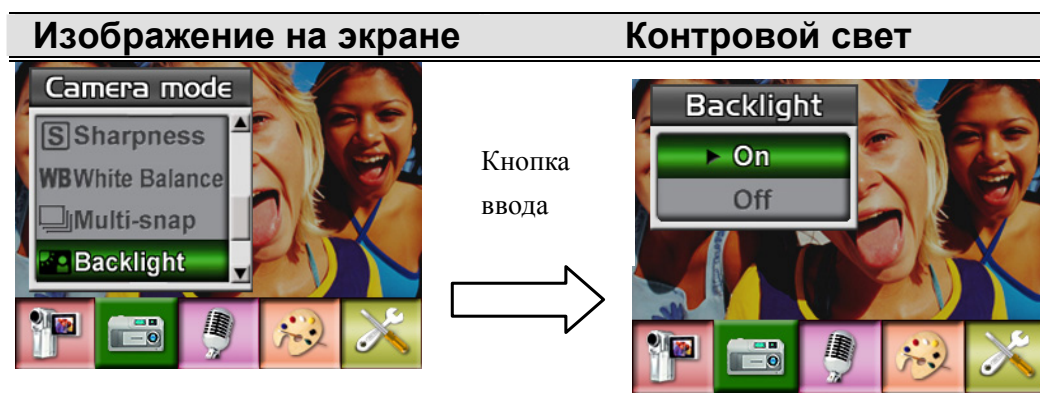 Изображение на экране
Контровой свет
Camera mode
S Sharpness
WB White Balance
Multi-snap
Backlight
Кнопка
ввода
Backlight
On
Off